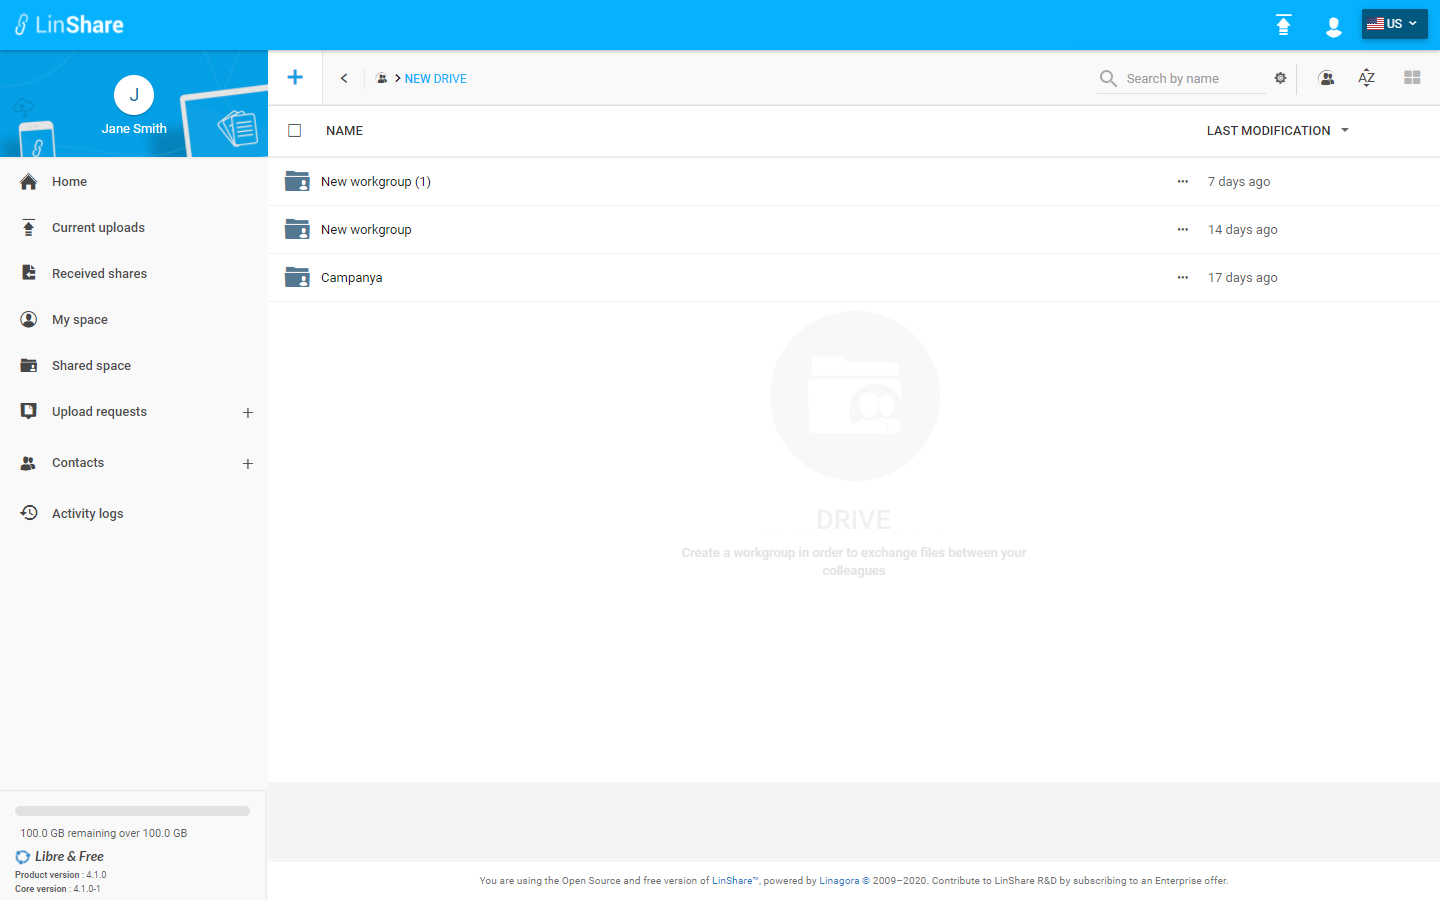 LinShare
US
J
Jane Smith
NEW DRIVE
Search by name
AZ
NAME
LAST MODIFICATION
Home
New workgroup (1)
7 days ago
Current uploads
New workgroup
14 days ago
Received shares
Campanya
17 days ago
My space
Shared space
Upload requests
Contacts
Activity logs
DRIVE
Create a workgroup in order to exchange files between your
colleagues
100.0 GB remaining over 100.0 GB
Libre & Free
Product version : 4.1.0
Core version : 4.1.0-1
You are using the Open Source and free version of LinShare™, powered by Linagora © 2009–2020. Contribute to LinShare R&D by subscribing to an Enterprise offer.